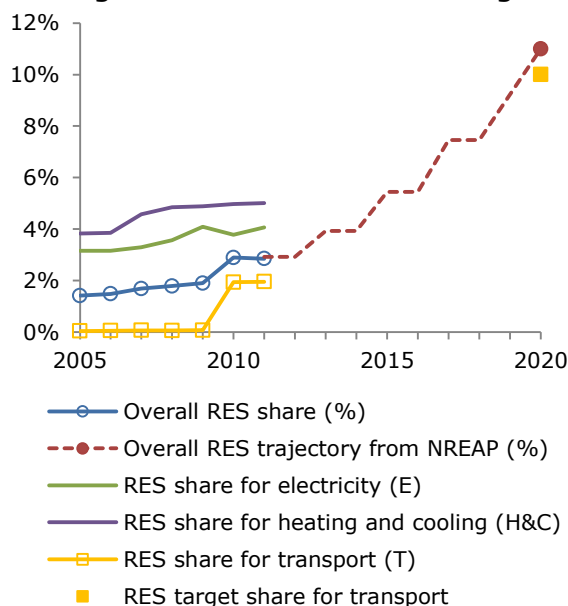 12%
10%
8%
6%
4%
2%
0%
2005 2010 2015 2020
Overall RES share (%)
Overall RES trajectory from NREAP (%)
RES share for electricity (E)
RES share for heating and cooling (H&C)
RES share for transport (T)
RES target share for transport